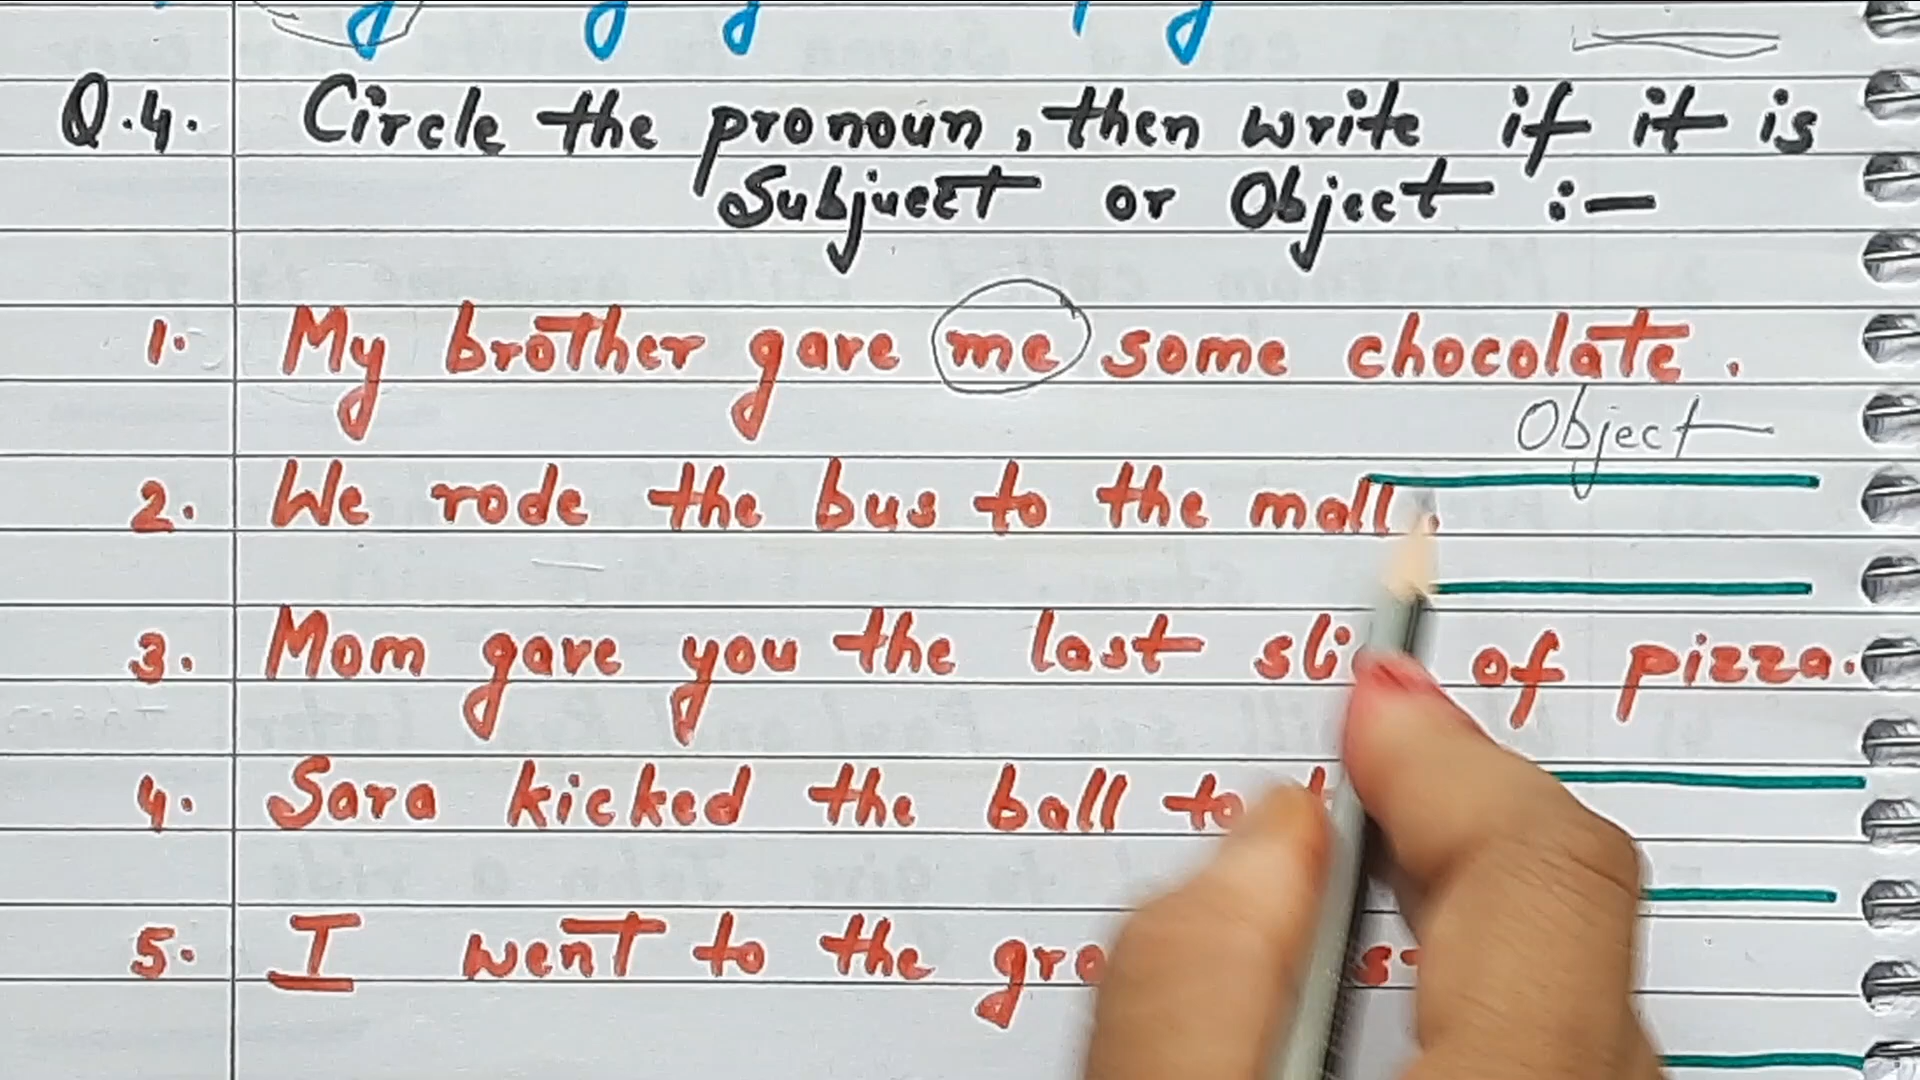 Q.4. Circle the pronoun, then write if it is
Subjuect or Object :-
1. My brother gave me some chocolate.
Object
2. We rode the bus to the mall.
3. Mom gave you the last of pizza.
4. Sara kicked the ball to
5. I went to the